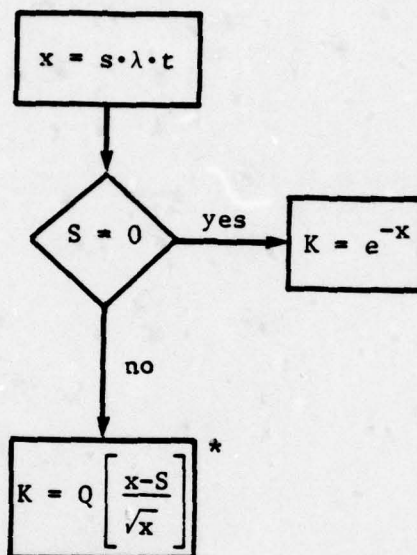 x = s·λ·t
S = 0
yes
K = e^{-x}
no
K = Q [ (x-S) / √x ] *